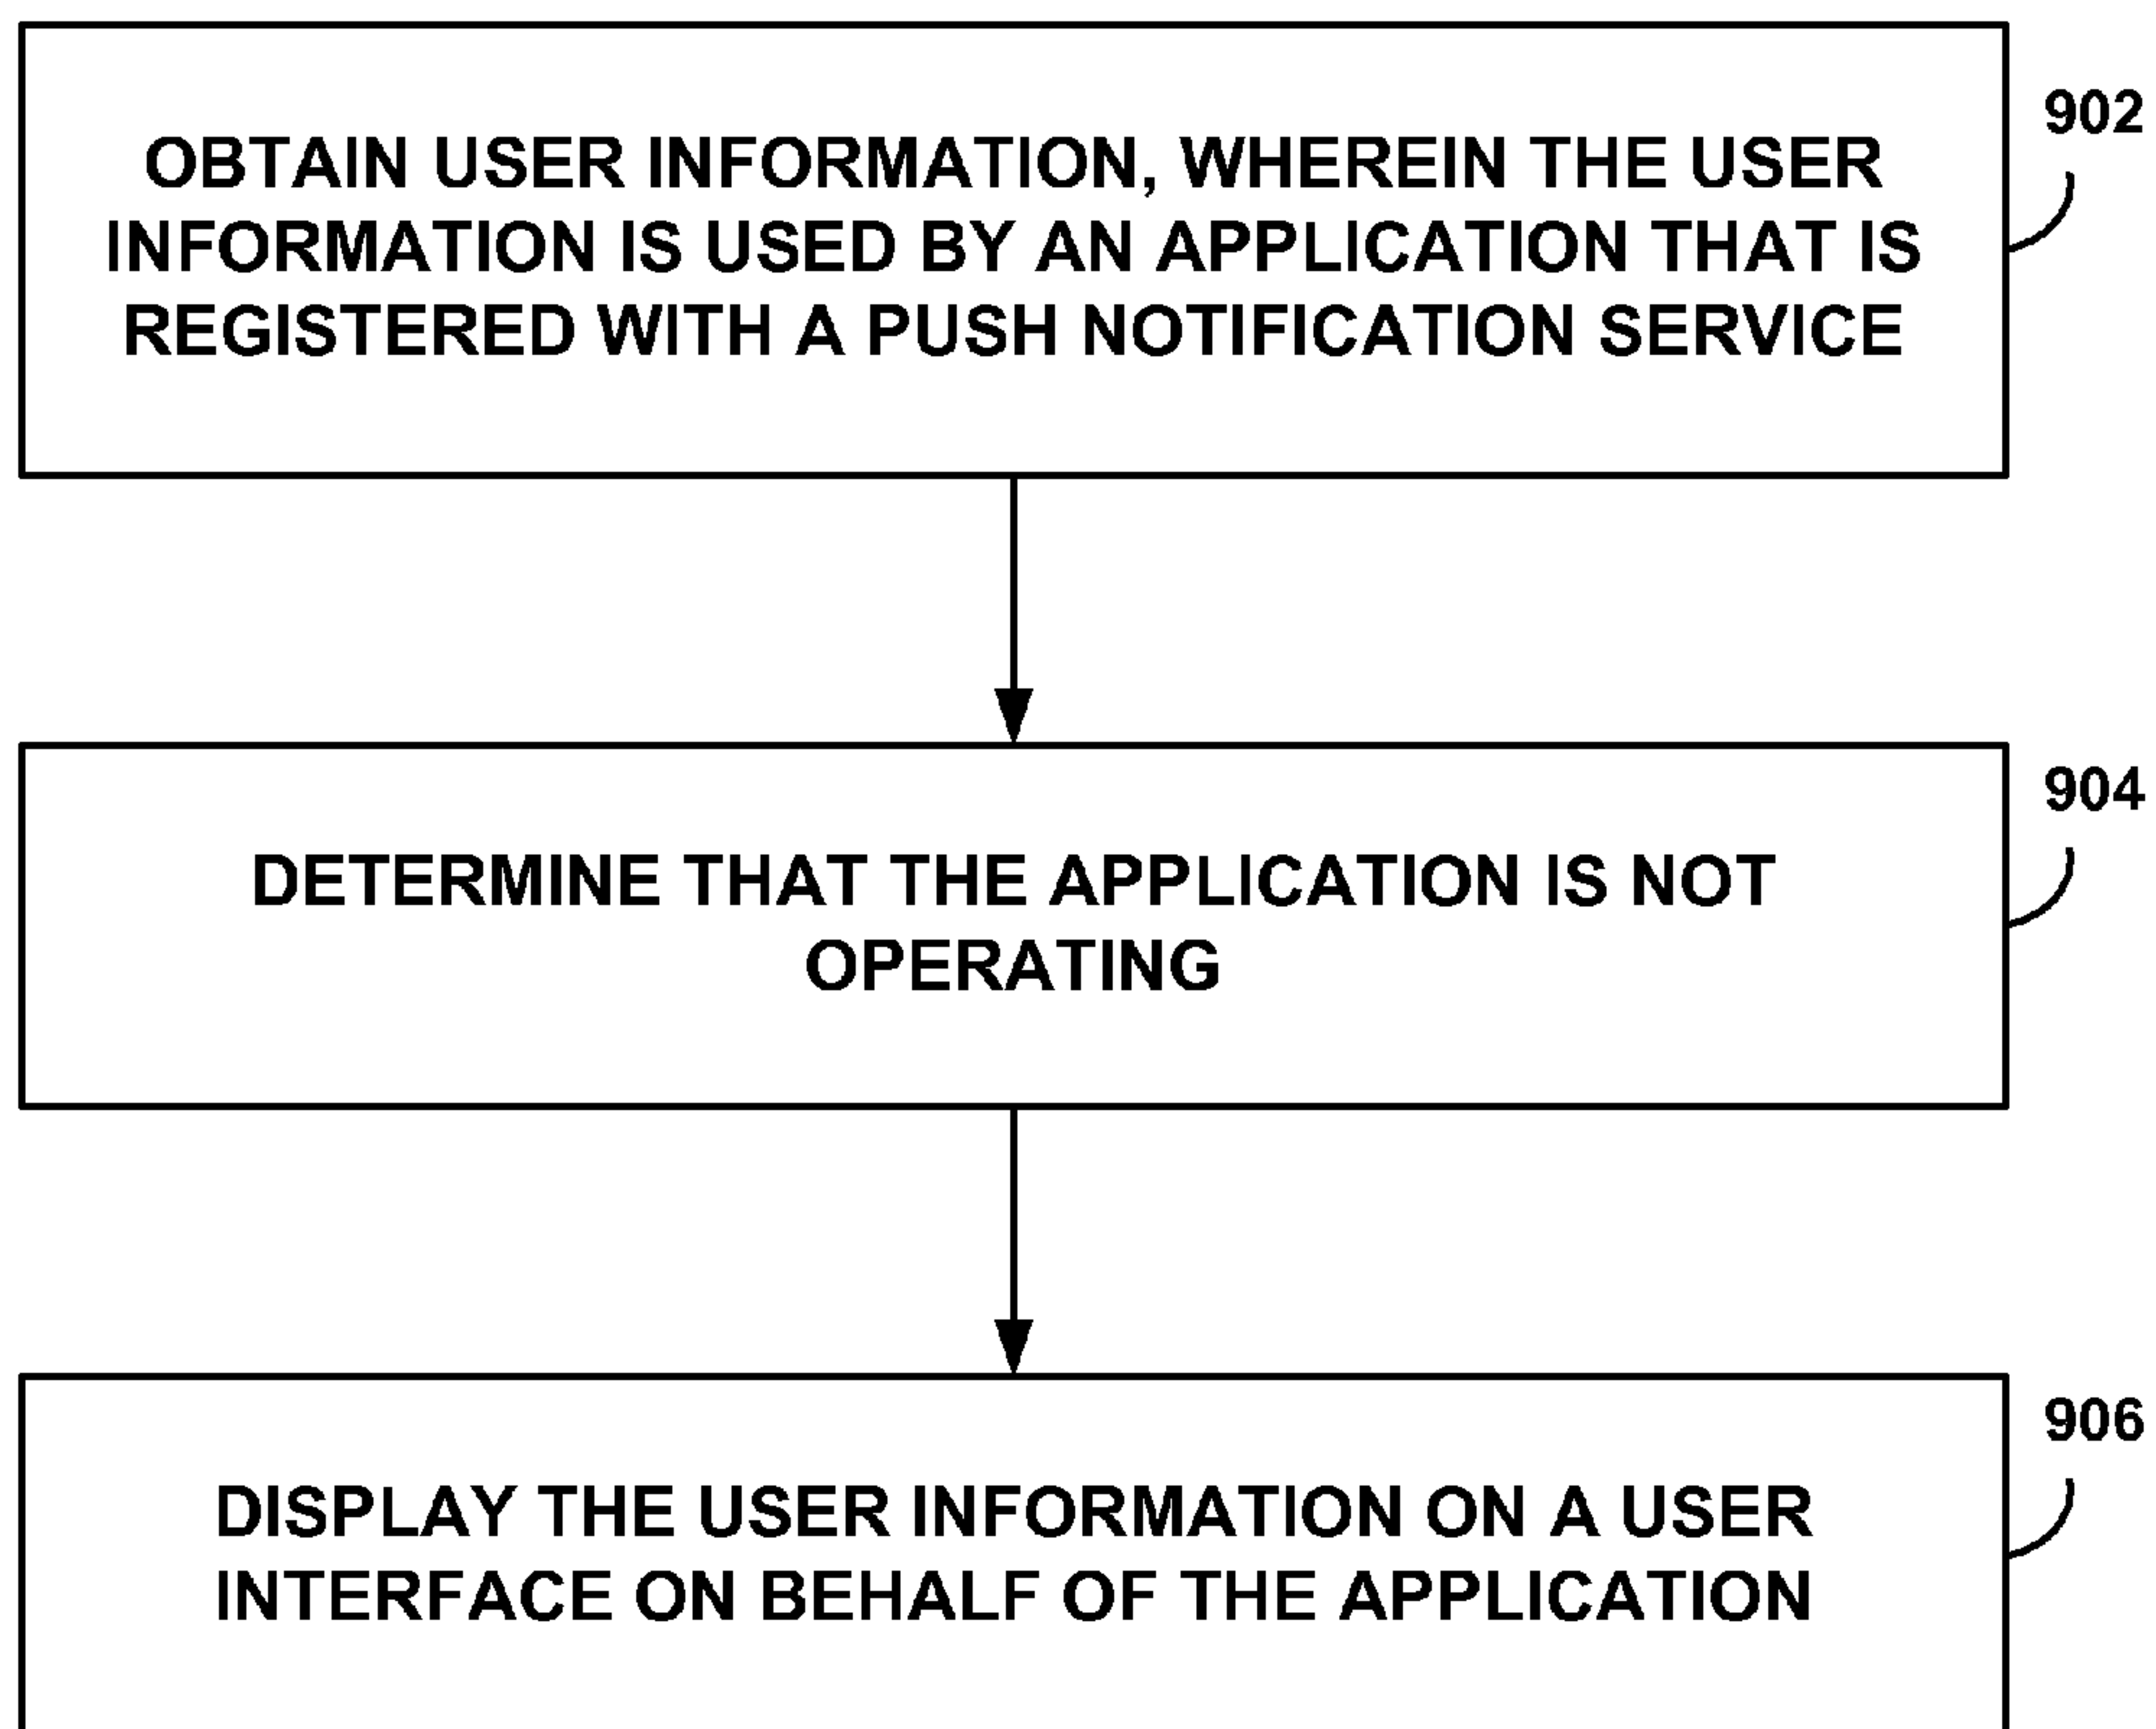 902
OBTAIN USER INFORMATION, WHEREIN THE USER
INFORMATION IS USED BY AN APPLICATION THAT IS
REGISTERED WITH A PUSH NOTIFICATION SERVICE
904
DETERMINE THAT THE APPLICATION IS NOT
OPERATING
906
DISPLAY THE USER INFORMATION ON A USER
INTERFACE ON BEHALF OF THE APPLICATION